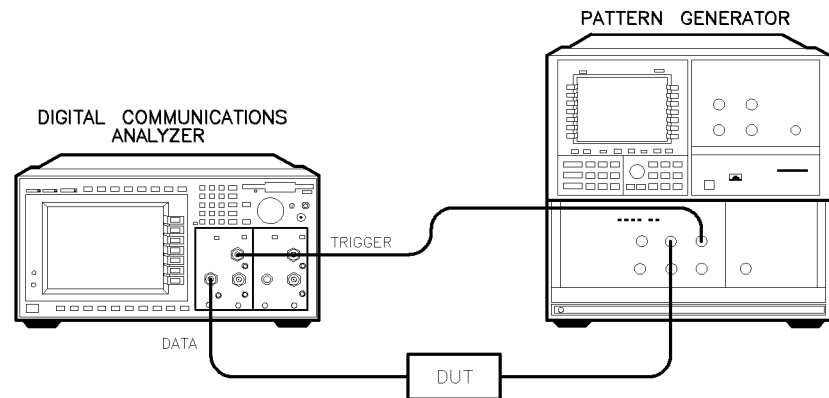 PATTERN GENERATOR
DIGITAL COMMUNICATIONS
ANALYZER
TRIGGER
DATA
DUT